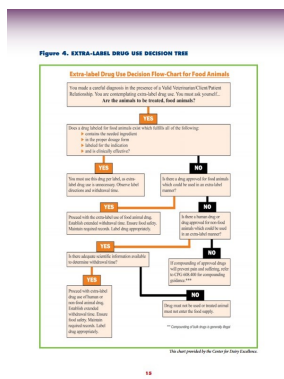 Figure 4. EXTRA-LABEL DRUG USE DECISION TREE
Extra-label Drug Use Decision Flow-Chart for Food Animals
You made a careful diagnosis in the presence of a Valid Veterinarian/Client/Patient
Relationship. You are contemplating extra-label drug use. You must ask yourself...
Are the animals to be treated, food animals?
YES
Does a drug labeled for food animals exist which fulfills all of the following:
contains the needed ingredient
in the proper dosage form
labeled for the indication
and is clinically effective?
YES
NO
You must use this drug per label, as extra-
label drug use is unnecessary. Observe label
directions and withdrawal time.
Is there a drug approved for food animals
which could be used in an extra-label
manner?
YES
NO
Proceed with the extra-label use of food animal drug.
Establish extended withdrawal time. Ensure food safety.
Maintain required records. Label drug appropriately.
Is there a human drug or
drug approved for non-food
animals which could be used
in an extra-label manner?
YES
NO
Is there adequate scientific information available
to determine withdrawal time?
If compounding of approved drugs
will prevent pain and suffering, refer
to CPG 608.400 for compounding
guidance.***
YES
NO
Proceed with extra-label
drug use of human or
non-food animal drug.
Establish extended
withdrawal time. Ensure
food safety. Maintain
required records. Label
drug appropriately.
Drug must not be used or treated animal
must not enter the food supply.
*** Compounding of bulk drugs is generally illegal
This chart provided by the Center for Dairy Excellence.
15